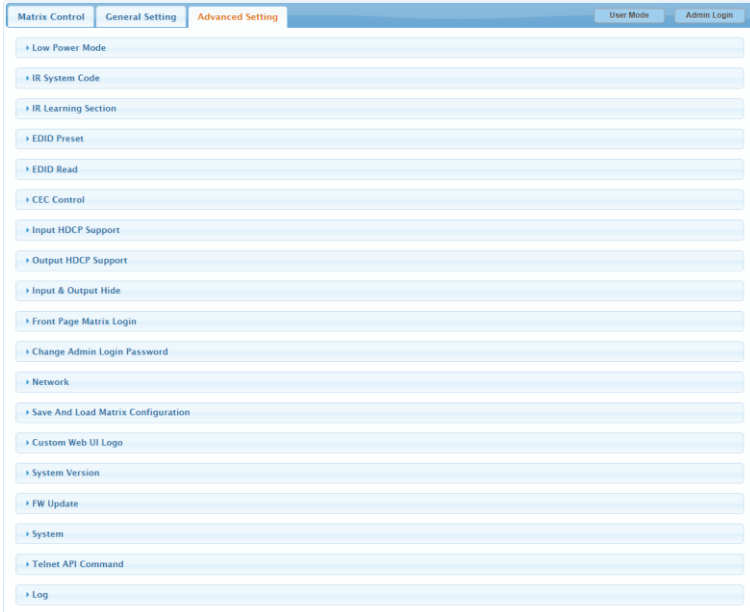 Matrix Control General Setting Advanced Setting User Mode Admin Login
Low Power Mode
IR System Code
IR Learning Section
EDID Preset
EDID Read
CEC Control
Input HDCP Support
Output HDCP Support
Input & Output Hide
Front Page Matrix Login
Change Admin Login Password
Network
Save And Load Matrix Configuration
Custom Web UI Logo
System Version
FW Update
System
Telnet API Command
Log